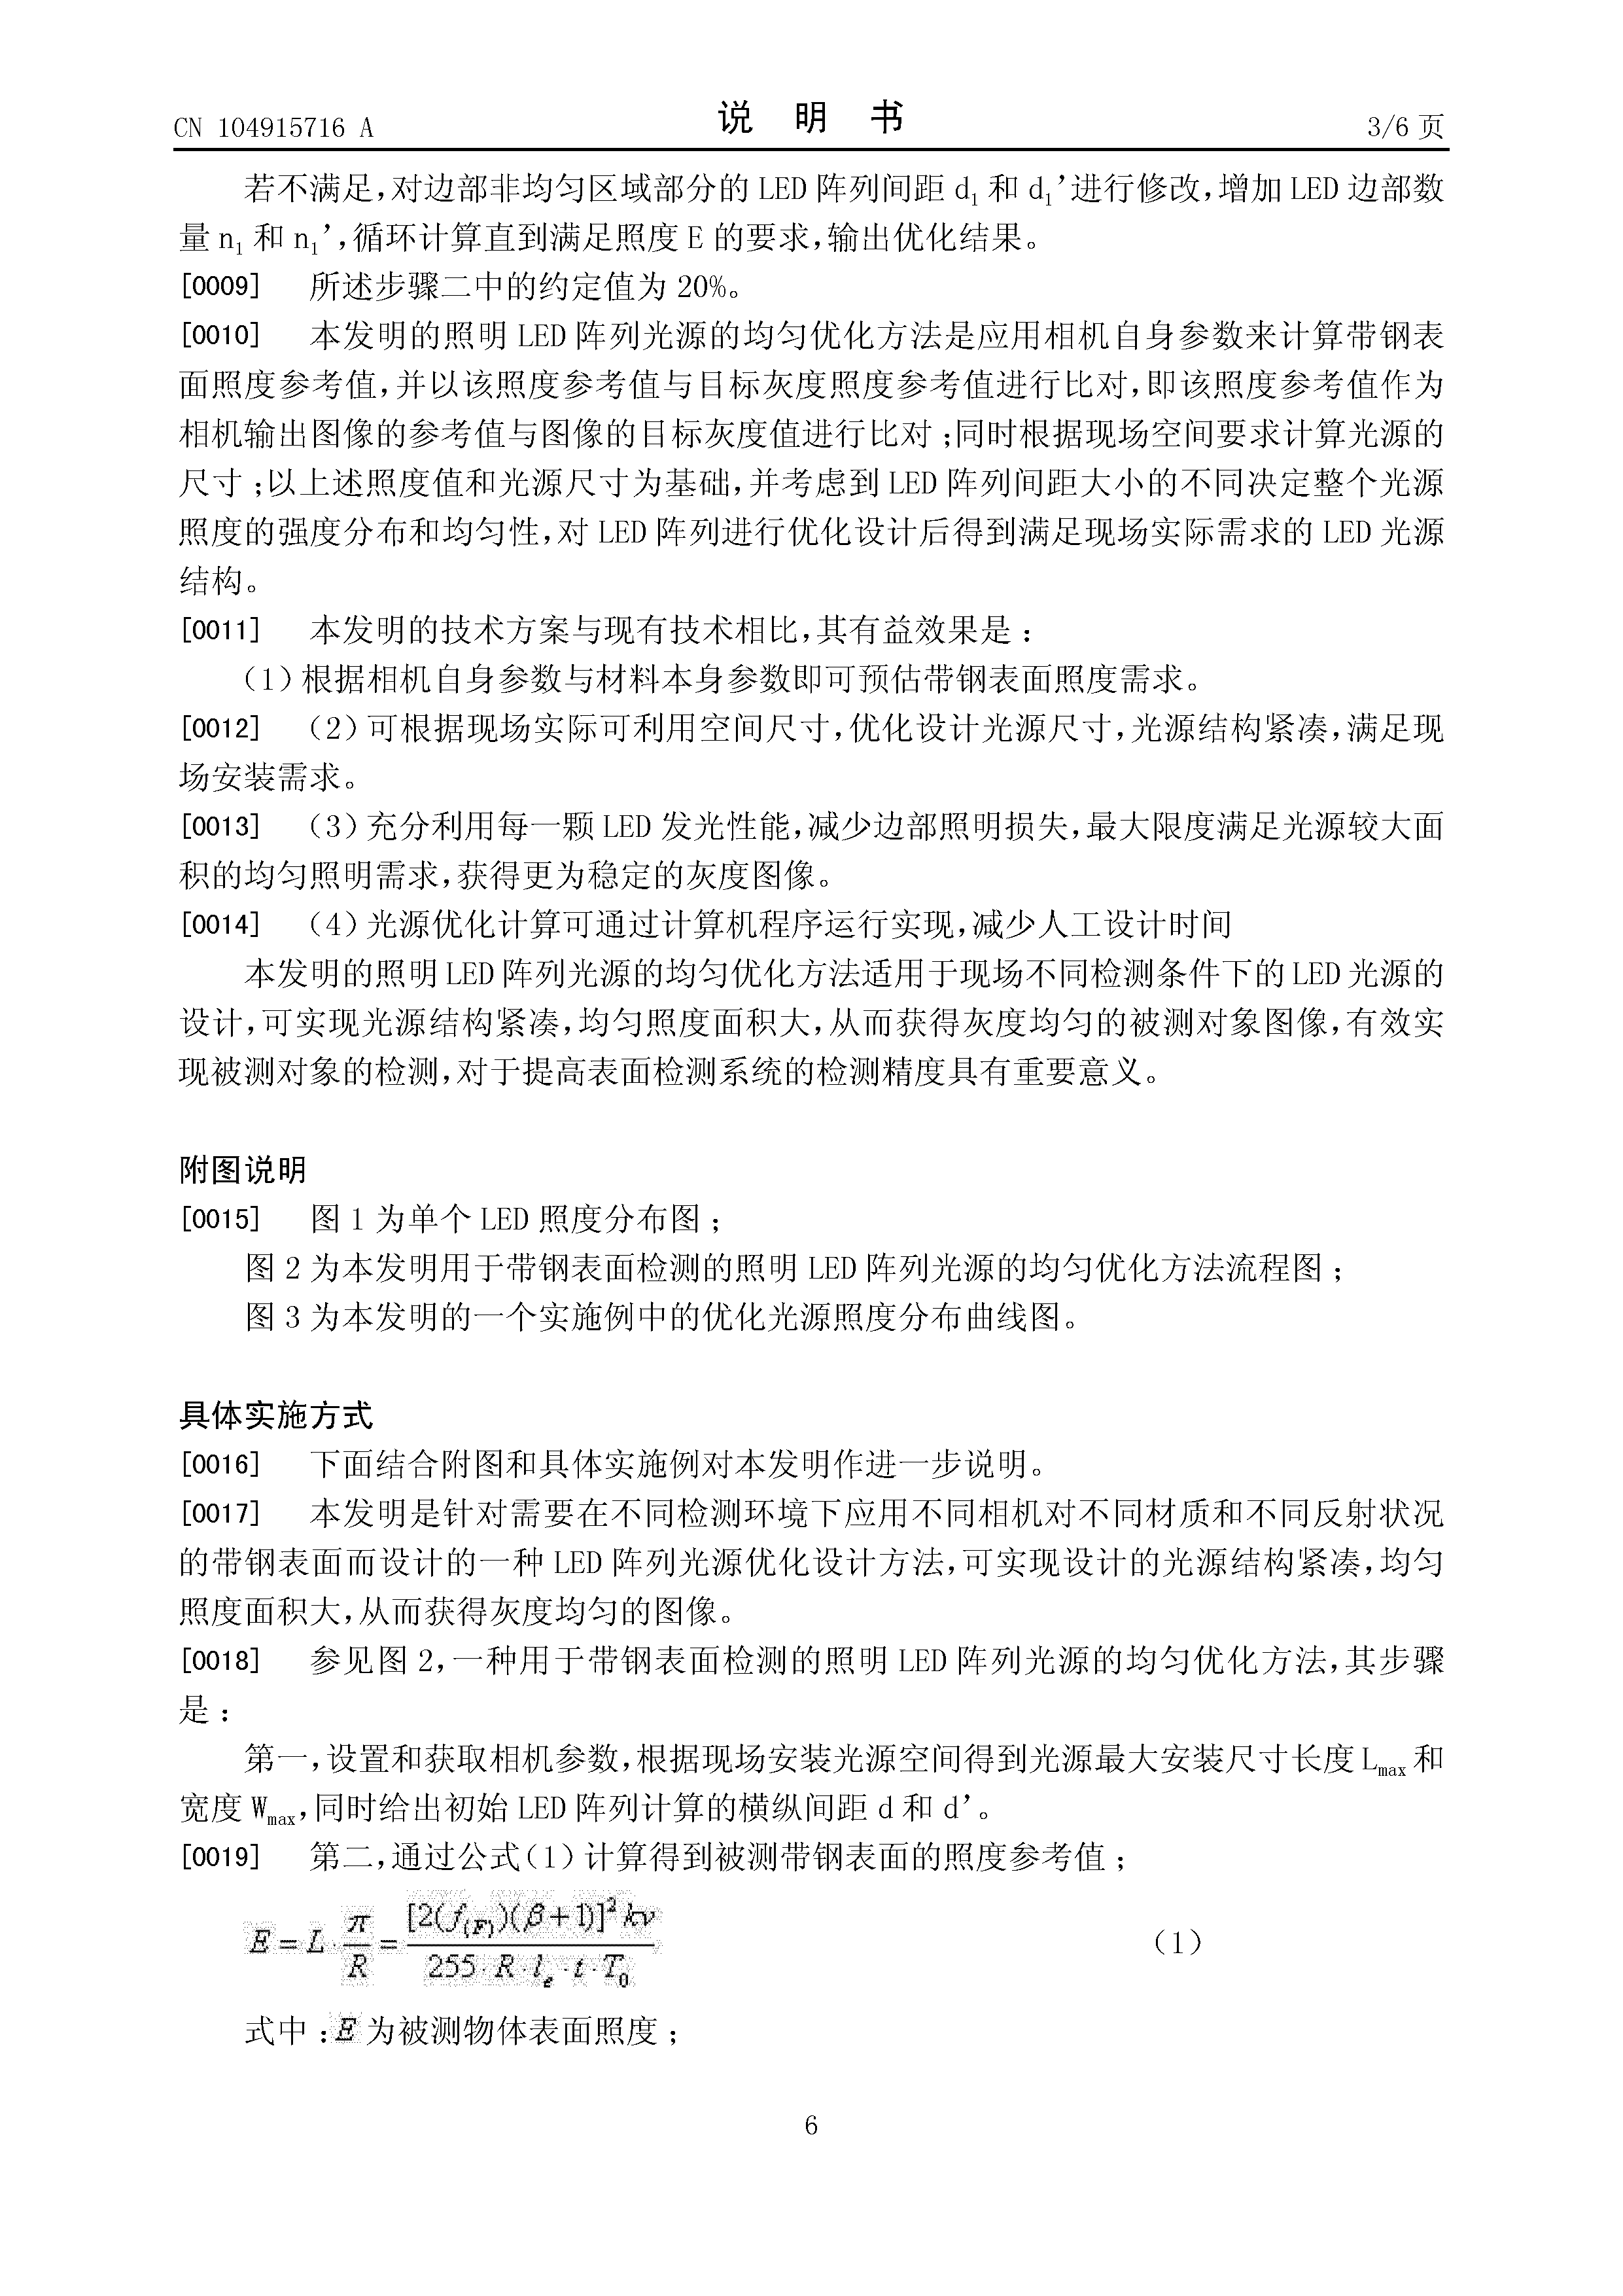 CN 104915716 A
说 明 书
3/6 页
若不满足,对边部非均匀区域部分的 LED 阵列间距 d₁ 和 d₁’进行修改,增加 LED 边部数
量 n₁ 和 n₁’,循环计算直到满足照度 E 的要求,输出优化结果。
[0009] 所述步骤二中的约定值为 20%。
[0010] 本发明的照明 LED 阵列光源的均匀优化方法是应用相机自身参数来计算带钢表
面照度参考值,并以该照度参考值与目标灰度照度参考值进行比对,即该照度参考值作为
相机输出图像的参考值与图像的目标灰度值进行比对;同时根据现场空间要求计算光源的
尺寸;以上述照度值和光源尺寸为基础,并考虑到 LED 阵列间距大小的不同决定整个光源
照度的强度分布和均匀性,对 LED 阵列进行优化设计后得到满足现场实际需求的 LED 光源
结构。
[0011] 本发明的技术方案与现有技术相比,其有益效果是:
(1)根据相机自身参数与材料本身参数即可预估带钢表面照度需求。
[0012] (2)可根据现场实际可利用空间尺寸,优化设计光源尺寸,光源结构紧凑,满足现
场安装需求。
[0013] (3)充分利用每一颗 LED 发光性能,减少边部照明损失,最大限度满足光源较大面
积的均匀照明需求,获得更为稳定的灰度图像。
[0014] (4)光源优化计算可通过计算机程序运行实现,减少人工设计时间
本发明的照明 LED 阵列光源的均匀优化方法适用于现场不同检测条件下的 LED 光源的
设计,可实现光源结构紧凑,均匀照度面积大,从而获得灰度均匀的被测对象图像,有效实
现被测对象的检测,对于提高表面检测系统的检测精度具有重要意义。
附图说明
[0015] 图 1 为单个 LED 照度分布图;
图 2 为本发明用于带钢表面检测的照明 LED 阵列光源的均匀优化方法流程图;
图 3 为本发明的一个实施例中的优化光源照度分布曲线图。
具体实施方式
[0016] 下面结合附图和具体实施例对本发明作进一步说明。
[0017] 本发明是针对需要在不同检测环境下应用不同相机对不同材质和不同反射状况
的带钢表面而设计的一种 LED 阵列光源优化设计方法,可实现设计的光源结构紧凑,均匀
照度面积大,从而获得灰度均匀的图像。
[0018] 参见图 2,一种用于带钢表面检测的照明 LED 阵列光源的均匀优化方法,其步骤
是:
第一,设置和获取相机参数,根据现场安装光源空间得到光源最大安装尺寸长度 L_max 和
宽度 W_max,同时给出初始 LED 阵列计算的横纵间距 d 和 d’。
[0019] 第二,通过公式(1)计算得到被测带钢表面的照度参考值;
E = L · π/R = [2(f_(F))(β+1)]² kv / (255 · R · l_e · t · T₀) (1)
式中:E 为被测物体表面照度;
6